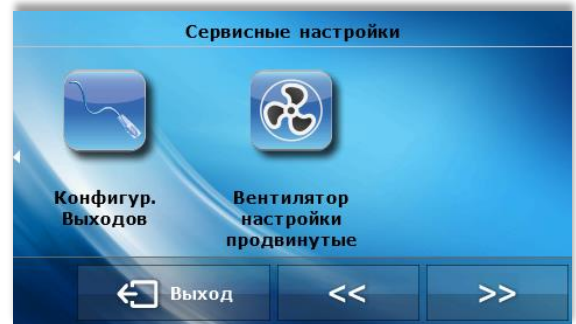 Сервисные настройки
Конфигур.
Выходов
Вентилятор
настройки
продвинутые
Выход
<<
>>